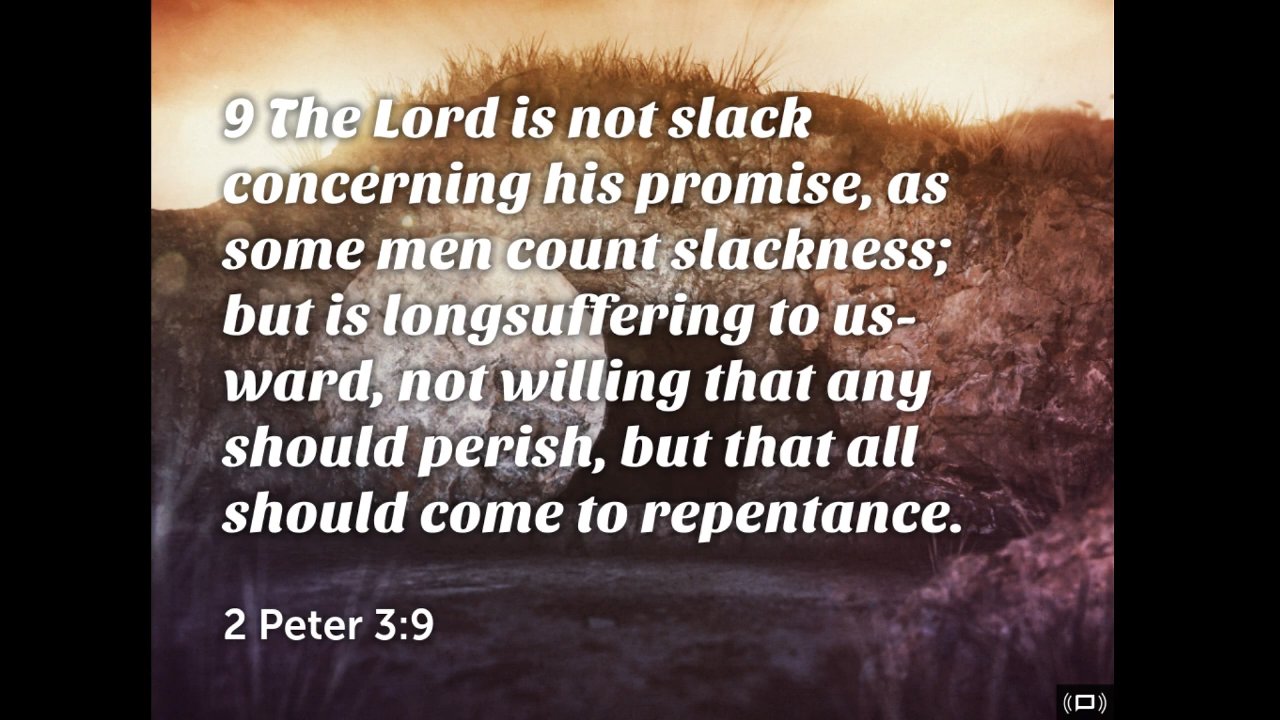 9 The Lord is not slack
concerning his promise, as
some men count slackness;
but is longsuffering to us-
ward, not willing that any
should perish, but that all
should come to repentance.
2 Peter 3:9